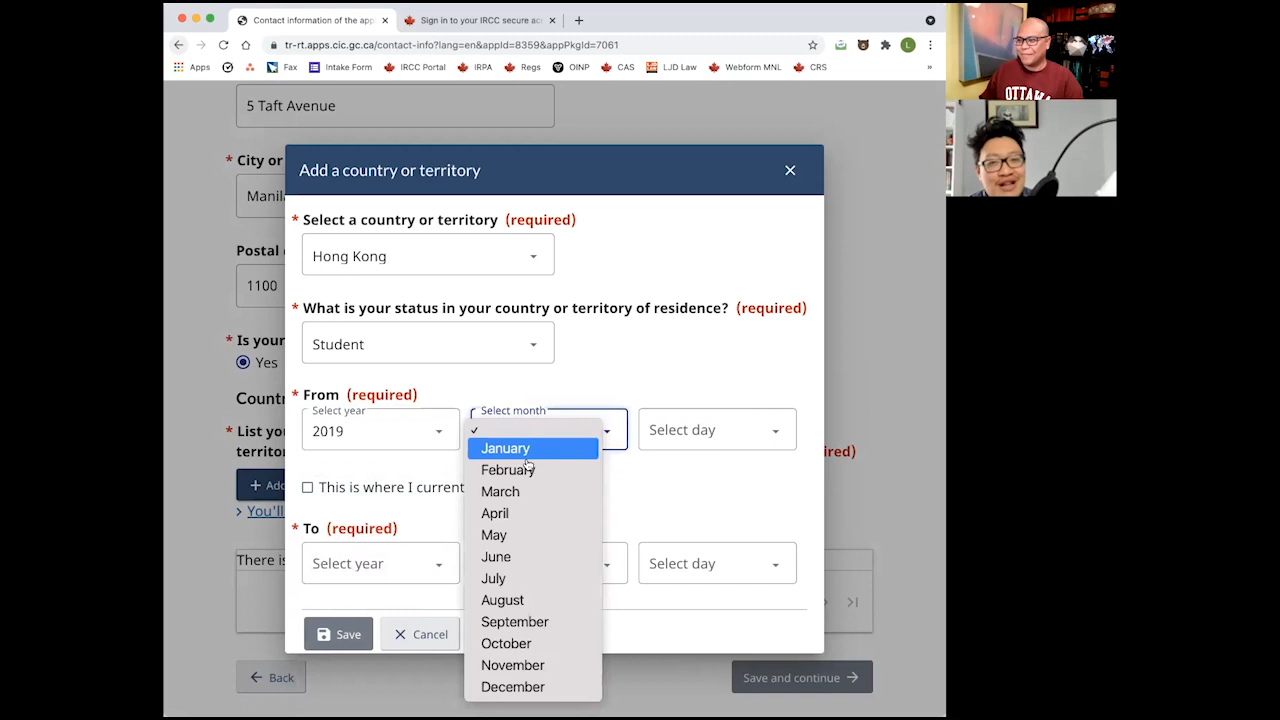 Contact information of the app
Sign in to your IRCC secure acc
tr-rt.apps.cic.gc.ca/contact-info?lang=en&appId=8359&appPkgId=7061
L
Apps
Fax
Intake Form
IRCC Portal
IRPA
Regs
OINP
CAS
LJD Law
Webform MNL
CRS
»
OTTAWA
5 Taft Avenue
* City or
Manila
Postal
1100
* Is your
Yes
Countr
* List you
territo
ired)
+ Add
You'll
There is
Back
Save and continue
Add a country or territory
* Select a country or territory (required)
Hong Kong
* What is your status in your country or territory of residence? (required)
Student
* From (required)
Select year
2019
Select month
Select day
January
February
March
April
May
June
July
August
September
October
November
December
This is where I current
* To (required)
Select year
Select day
Save
Cancel